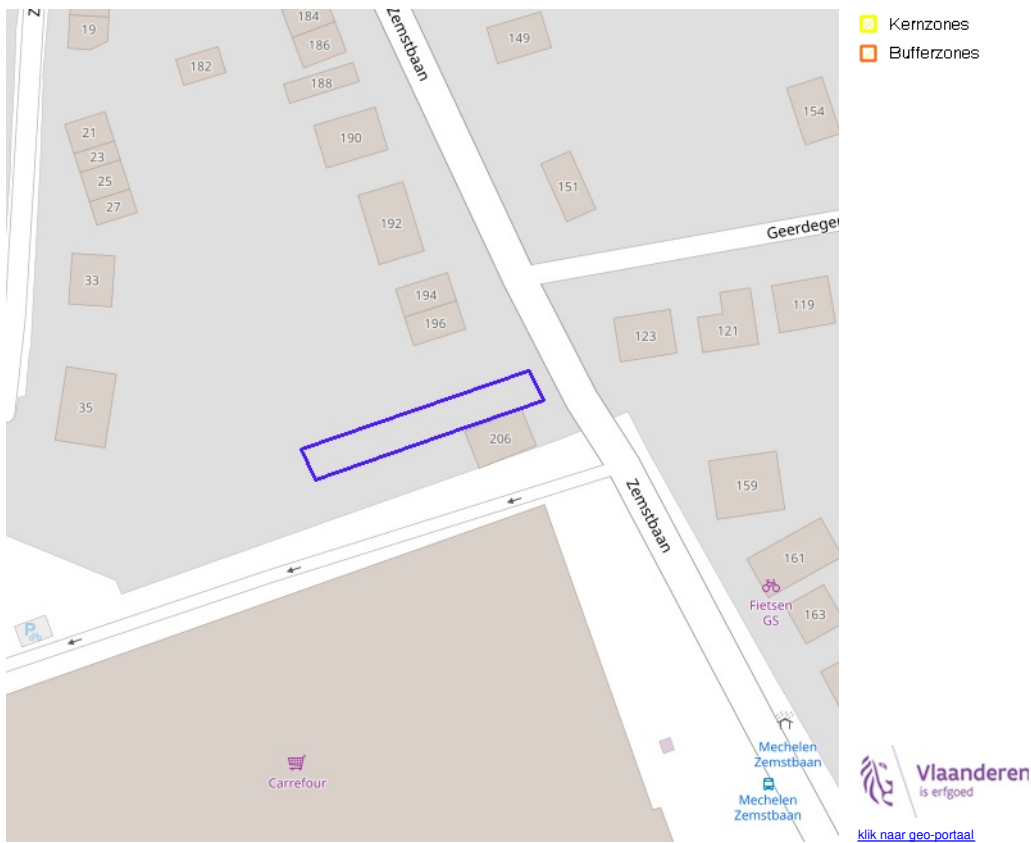 Z
19
184
186
182
188
Zemstbaan
149
154
21
23
25
27
190
151
192
Geerdegem
33
194
196
123
121
119
35
206
159
Zemstbaan
161
Fietsen
GS
163
P
Carrefour
Mechelen
Zemstbaan
Mechelen
Zemstbaan
Kernzones
Bufferzones
Vlaanderen
is erfgoed
klik naar geo-portaal